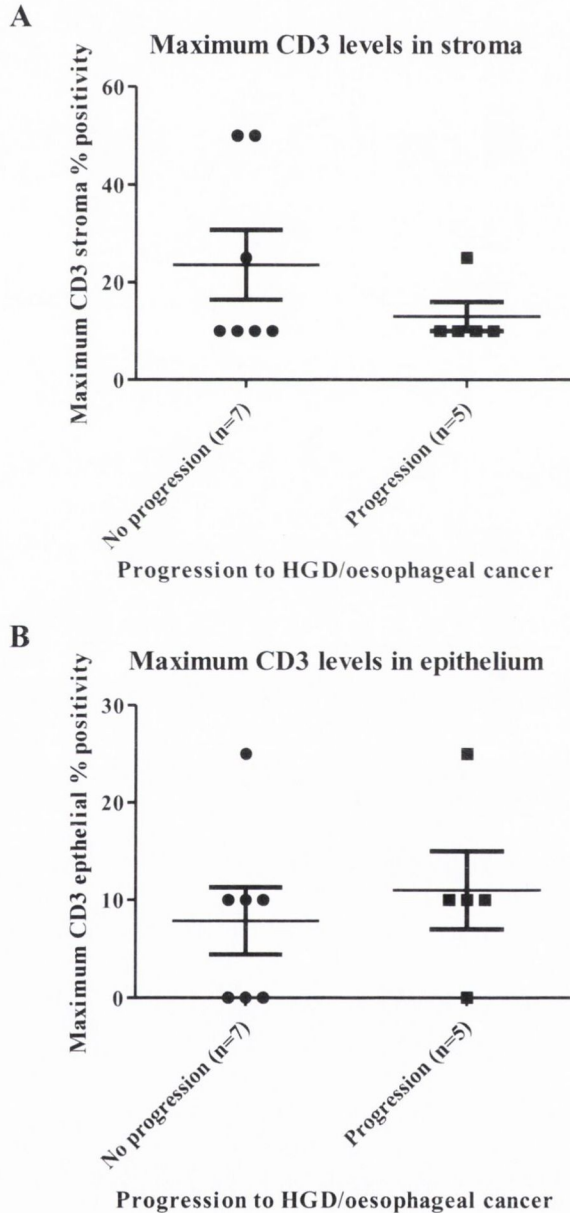 A
Maximum CD3 levels in stroma
Maximum CD3 stroma % positivity
60
40
20
0
No progression (n=7)
Progression (n=5)
Progression to HGD/oesophageal cancer
B
Maximum CD3 levels in epithelium
Maximum CD3 epthelial % positivity
30
20
10
0
No progression (n=7)
Progression (n=5)
Progression to HGD/oesophageal cancer